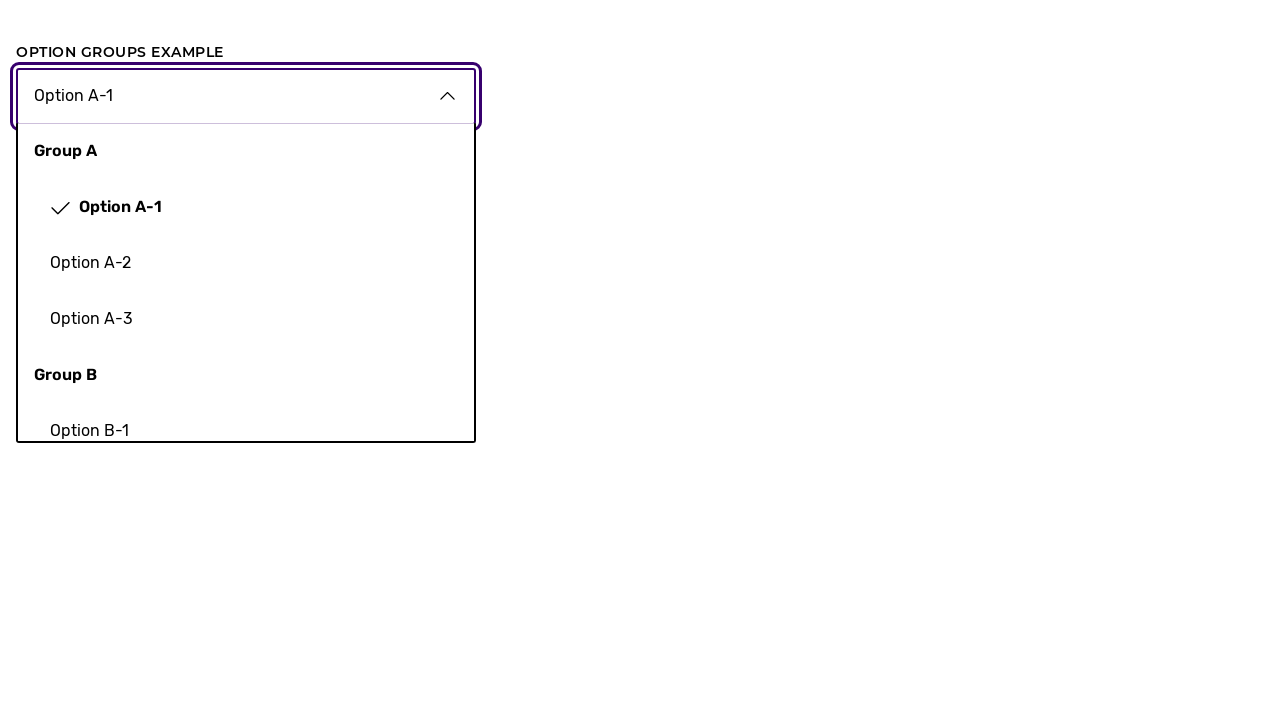 OPTION GROUPS EXAMPLE
Option A-1
Group A
Option A-1
Option A-2
Option A-3
Group B
Option B-1